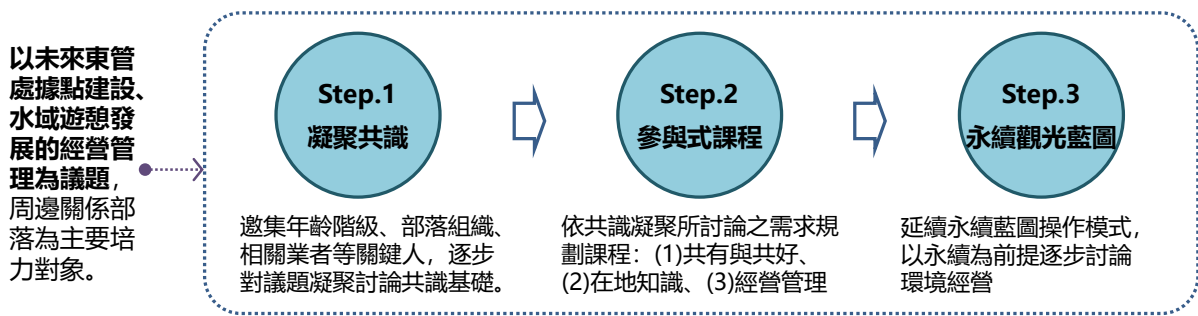 以未來東管
處據點建設、
水域遊憩發
展的經營管
理為議題，
周邊關係部
落為主要培
力對象。
Step.1
凝聚共識
邀集年齡階級、部落組織、
相關業者等關鍵人，逐步
對議題凝聚討論共識基礎。
Step.2
參與式課程
依共識凝聚所討論之需求規
劃課程：(1)共有與共好、
(2)在地知識、(3)經營管理
Step.3
永續觀光藍圖
延續永續藍圖操作模式，
以永續為前提逐步討論
環境經營